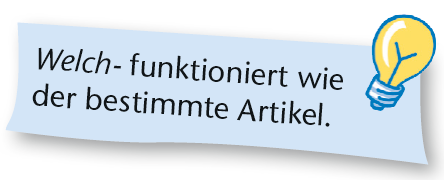 Welch- funktioniert wie
der bestimmte Artikel.